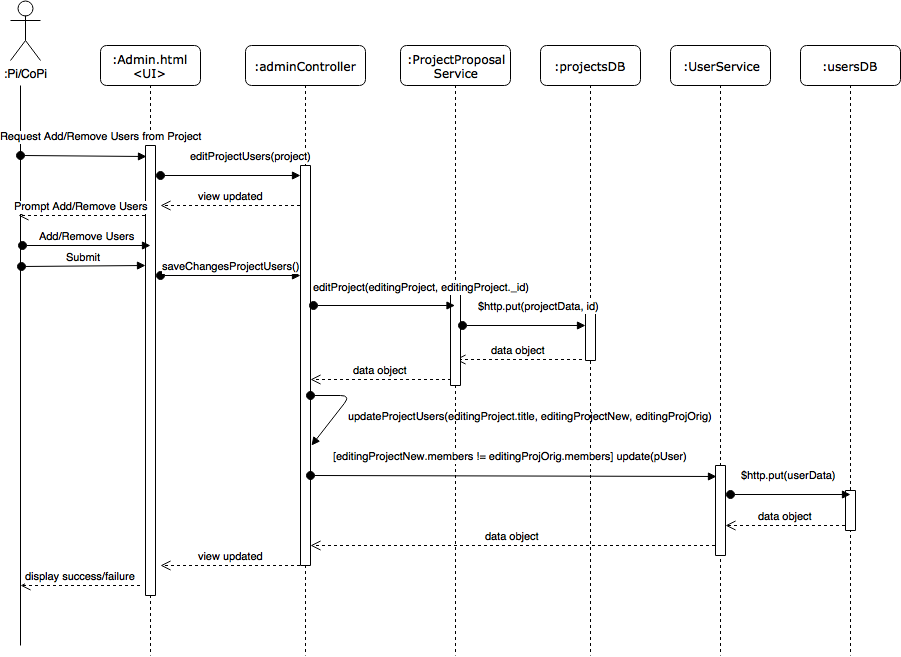 :Pi/CoPi
:Admin.html
<UI>
:adminController
:ProjectProposal
Service
:projectsDB
:UserService
:usersDB
Request Add/Remove Users from Project
editProjectUsers(project)
view updated
Prompt Add/Remove Users
Add/Remove Users
Submit
saveChangesProjectUsers()
editProject(editingProject, editingProject._id)
$http.put(projectData, id)
data object
data object
updateProjectUsers(editingProject.title, editingProjectNew, editingProjOrig)
[editingProjectNew.members != editingProjOrig.members] update(pUser)
$http.put(userData)
data object
data object
view updated
display success/failure